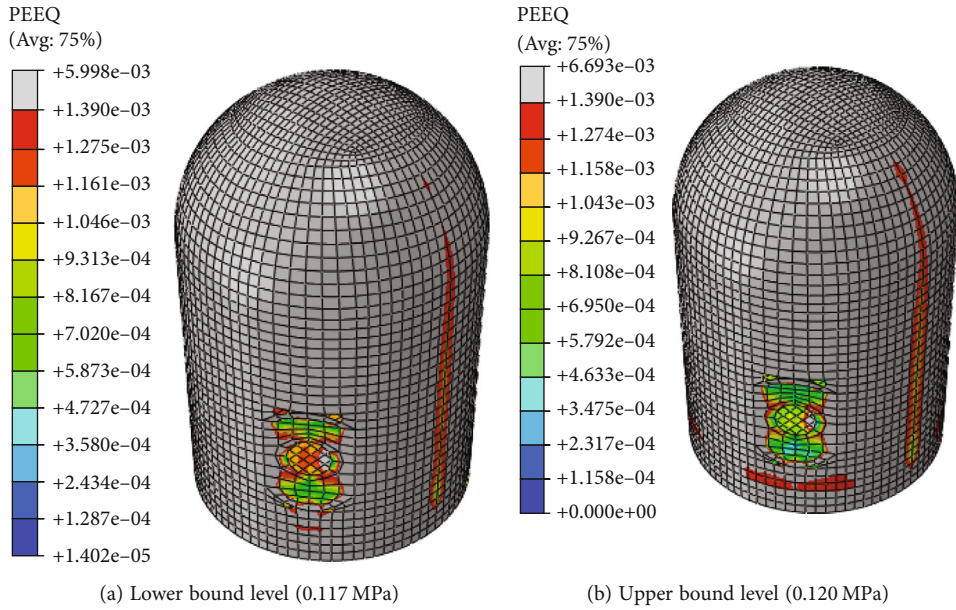 PEEQ
(Avg: 75%)
+5.998e–03
+1.390e–03
+1.275e–03
+1.161e–03
+1.046e–03
+9.313e–04
+8.167e–04
+7.020e–04
+5.873e–04
+4.727e–04
+3.580e–04
+2.434e–04
+1.287e–04
+1.402e–05
(a) Lower bound level (0.117 MPa)
PEEQ
(Avg: 75%)
+6.693e–03
+1.390e–03
+1.274e–03
+1.158e–03
+1.043e–03
+9.267e–04
+8.108e–04
+6.950e–04
+5.792e–04
+4.633e–04
+3.475e–04
+2.317e–04
+1.158e–04
+0.000e+00
(b) Upper bound level (0.120 MPa)